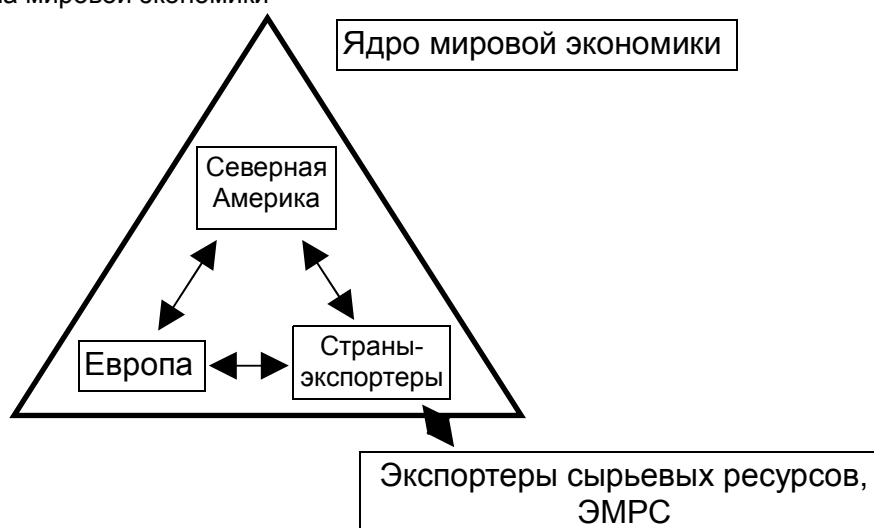 мировой экономики
Ядро мировой экономики
Северная
Америка
Европа
Страны-
экспортеры
Экспортеры сырьевых ресурсов,
ЭМРС